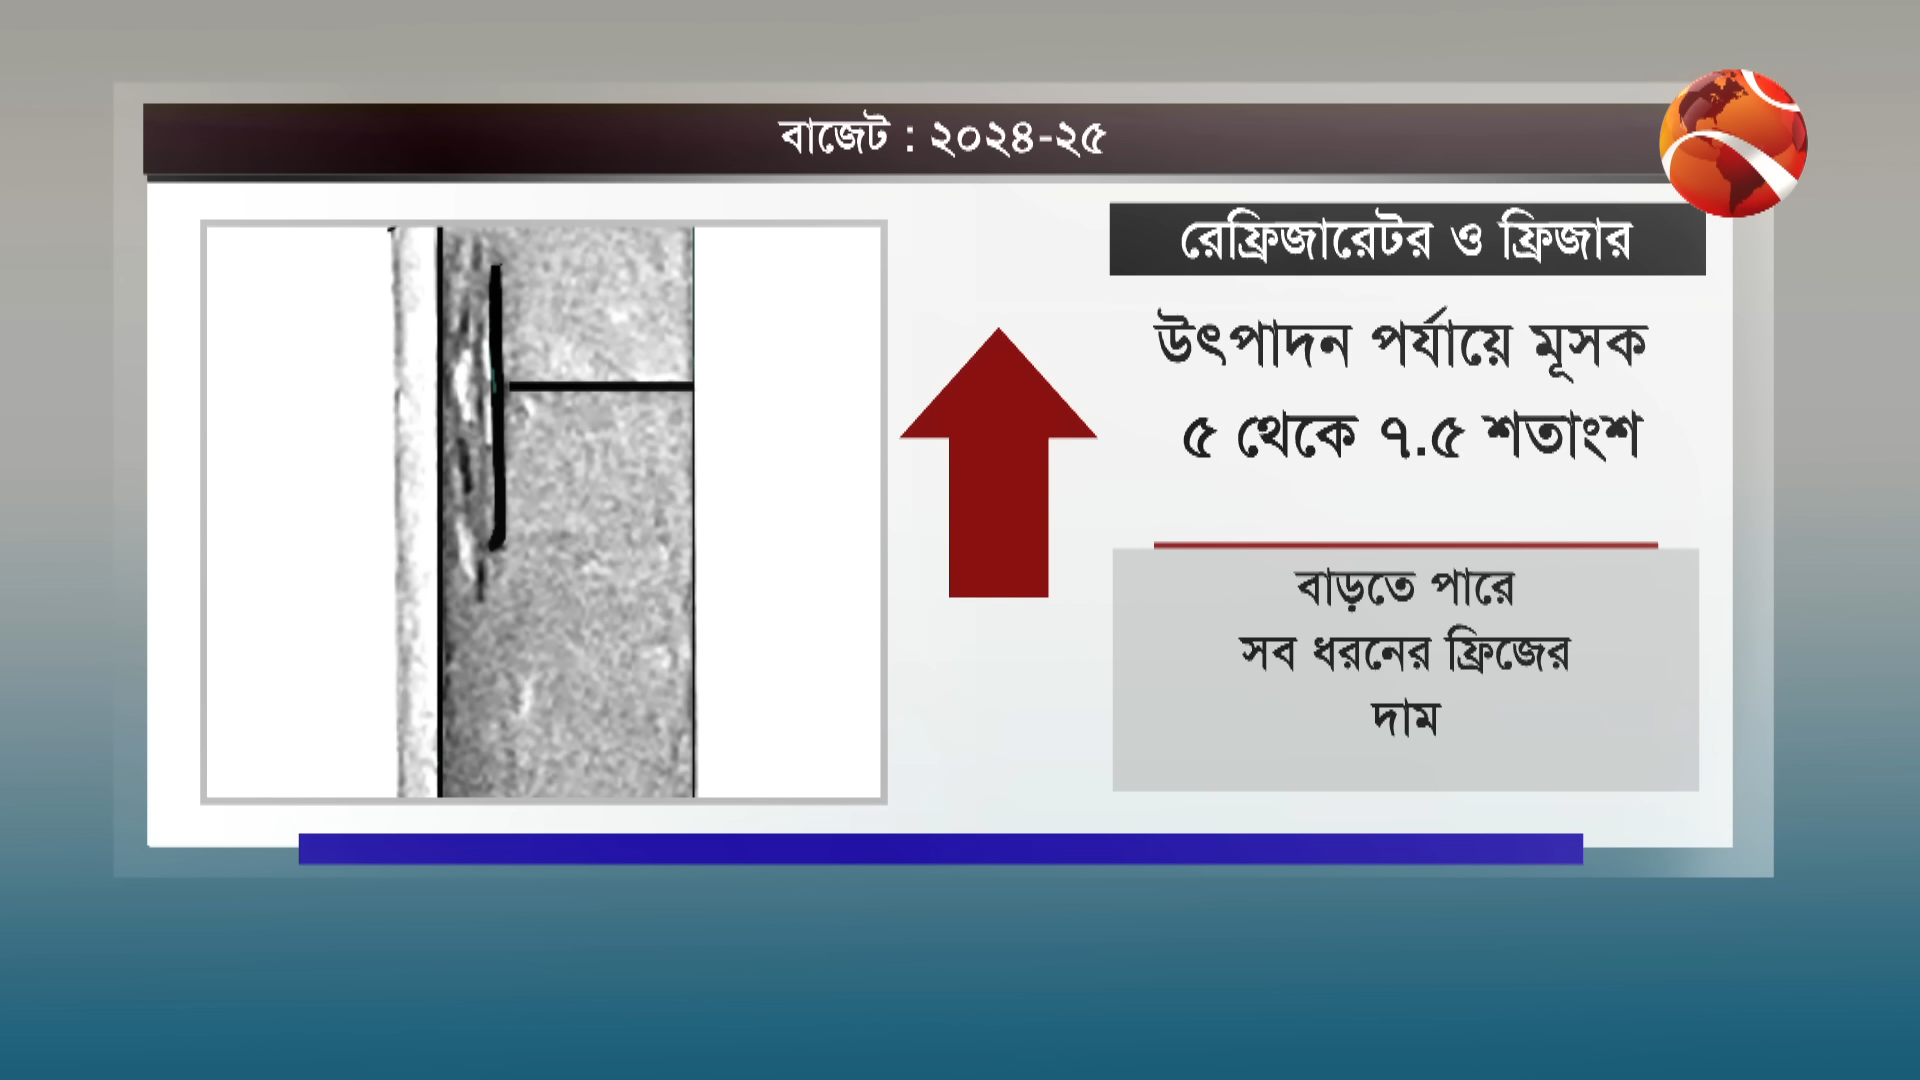 বাজেট : ২০২৪-২৫
রেফ্রিজারেটর ও ফ্রিজার
উৎপাদন পর্যায়ে মূসক
৫ থেকে ৭.৫ শতাংশ
বাড়তে পারে
সব ধরনের ফ্রিজের
দাম